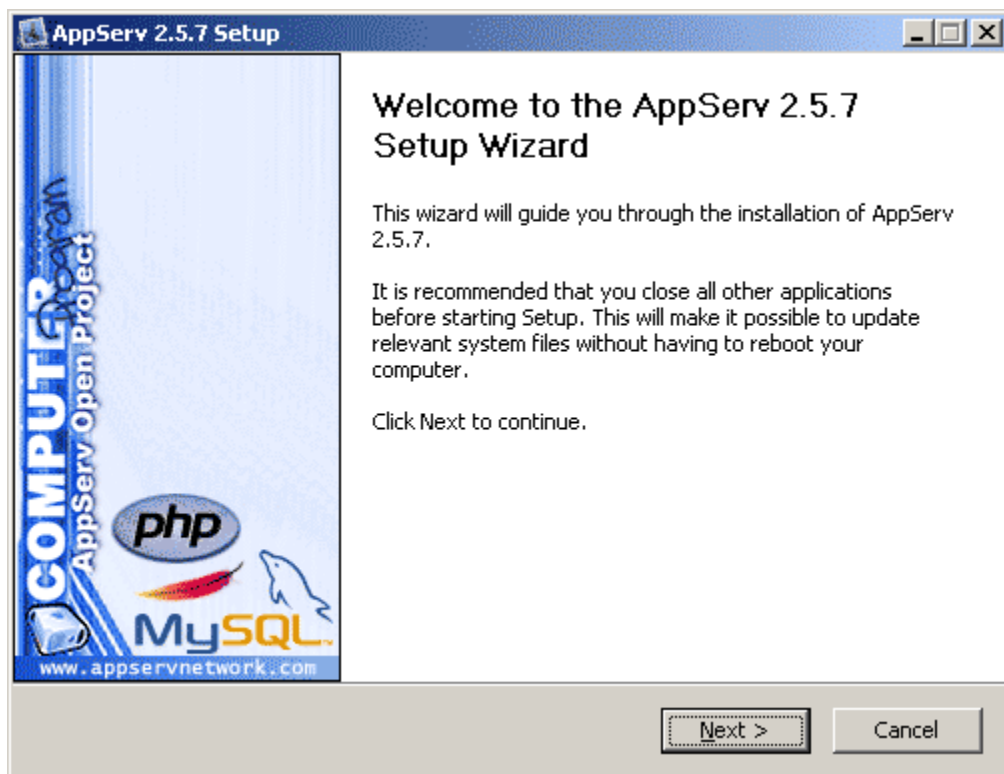 AppServ 2.5.7 Setup
Welcome to the AppServ 2.5.7
Setup Wizard
This wizard will guide you through the installation of AppServ
2.5.7.
It is recommended that you close all other applications
before starting Setup. This will make it possible to update
relevant system files without having to reboot your
computer.
Click Next to continue.
COMPUTER
Program
AppServ Open Project
php
MySQL
www.appservnetwork.com
Next >
Cancel